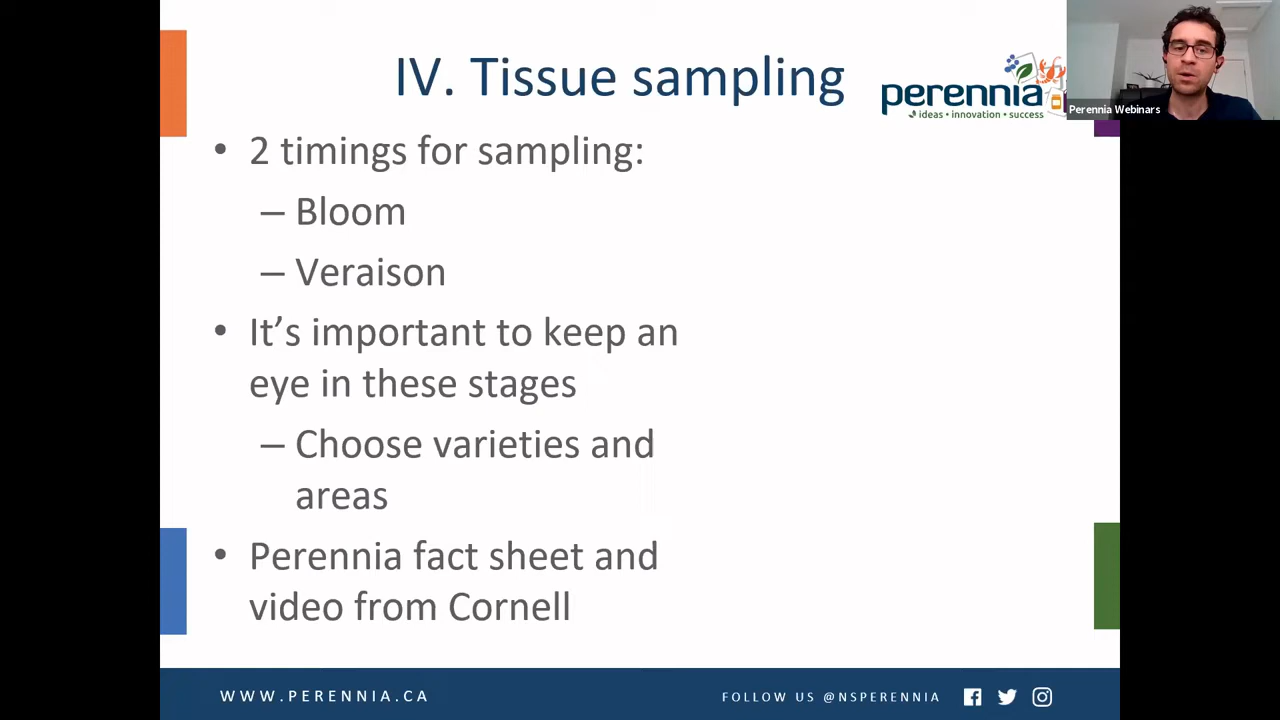 IV. Tissue sampling
perennia
ideas • innovation • success
Perennia Webinars
• 2 timings for sampling:
– Bloom
– Veraison
• It's important to keep an
eye in these stages
– Choose varieties and
areas
• Perennia fact sheet and
video from Cornell
WWW.PERENNIA.CA
FOLLOW US @NSPERENNIA